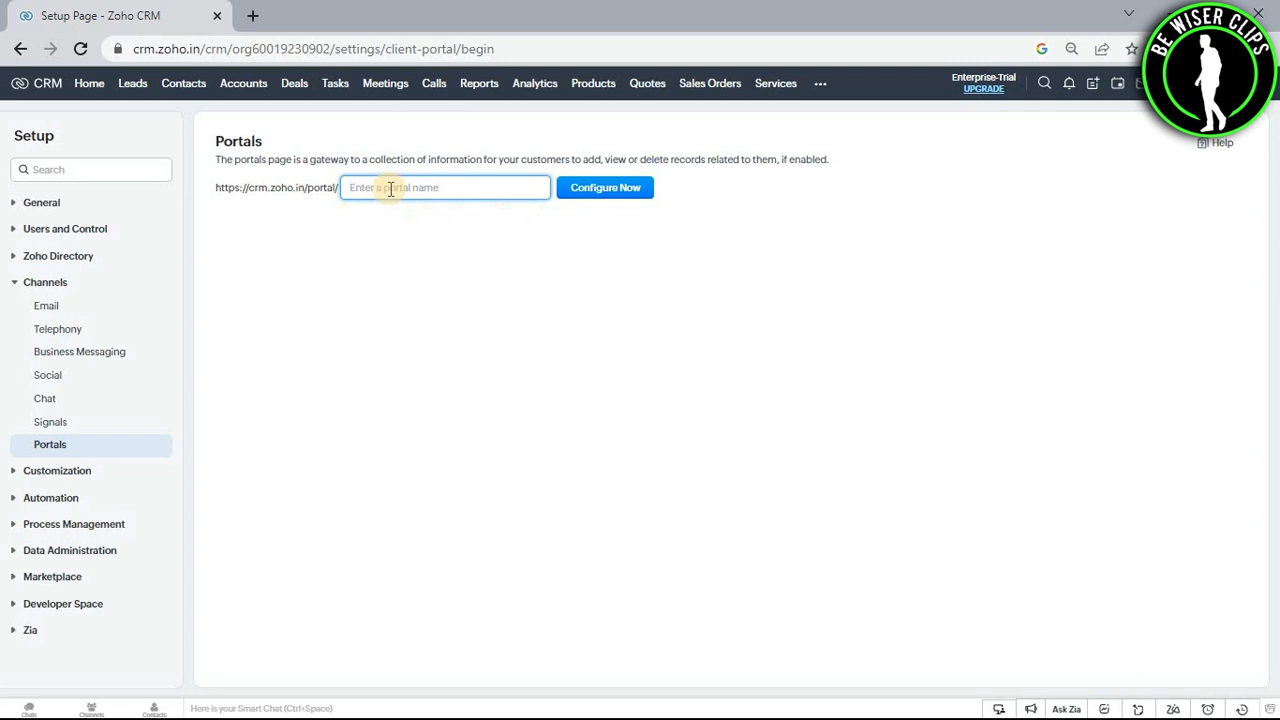 Setup Page - Zoho CRM
crm.zoho.in/crm/org60019230902/settings/client-portal/begin
BE WISER CLIPS
CRM Home Leads Contacts Accounts Deals Tasks Meetings Calls Reports Analytics Products Quotes Sales Orders Services ...
Enterprise-Trial
UPGRADE
Setup
Search
General
Users and Control
Zoho Directory
Channels
Email
Telephony
Business Messaging
Social
Chat
Signals
Portals
Customization
Automation
Process Management
Data Administration
Marketplace
Developer Space
Zia
Portals
Help
The portals page is a gateway to a collection of information for your customers to add, view or delete records related to them, if enabled.
https://crm.zoho.in/portal/ Enter a portal name Configure Now
Chats Channels Contacts Here is your Smart Chat (Ctrl+Space) Ask Zia